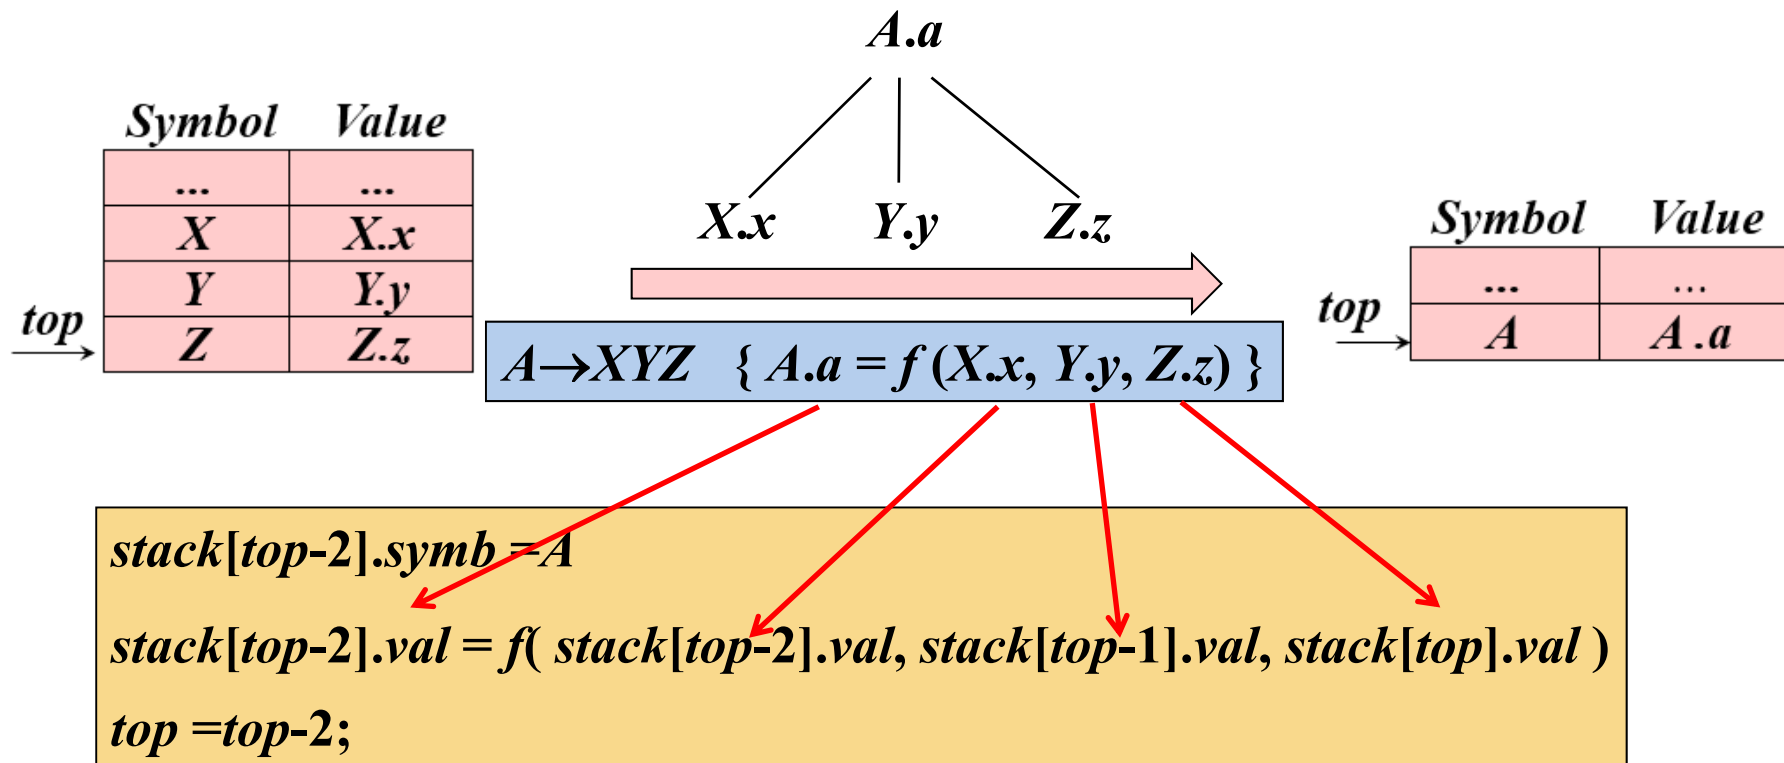 A.a
Symbol Value
... ...
X X.x
Y Y.y
top Z Z.z
X.x Y.y Z.z
Symbol Value
... ...
top A A.a
A→XYZ { A.a = f (X.x, Y.y, Z.z) }
stack[top-2].symb =A
stack[top-2].val = f( stack[top-2].val, stack[top-1].val, stack[top].val )
top =top-2;